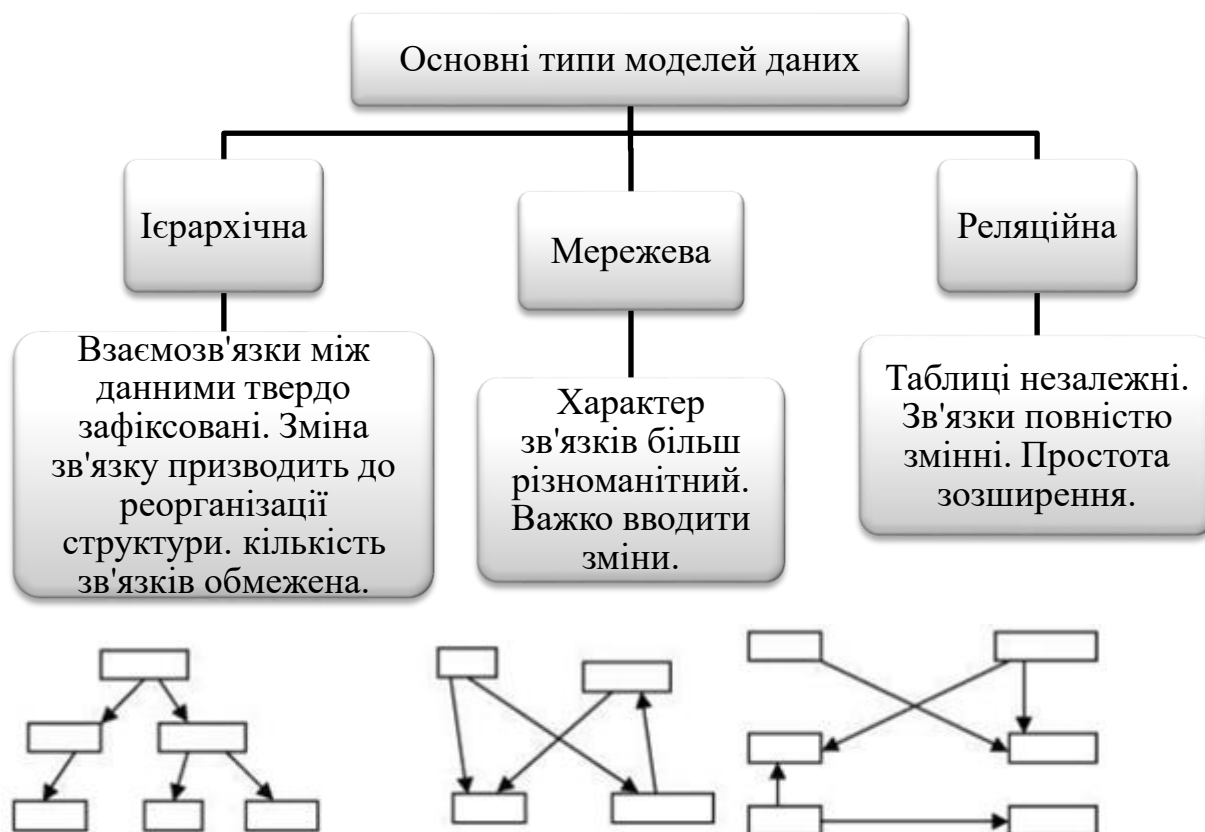 Основні типи моделей даних
Ієрархічна
Мережева
Реляційна
Взаємозв'язки між
данними твердо
зафіксовані. Зміна
зв'язку призводить до
реорганізації
структури. кількість
зв'язків обмежена.
Характер
зв'язків більш
різноманітний.
Важко вводити
зміни.
Таблиці незалежні.
Зв'язки повністю
змінні. Простота
зозширення.